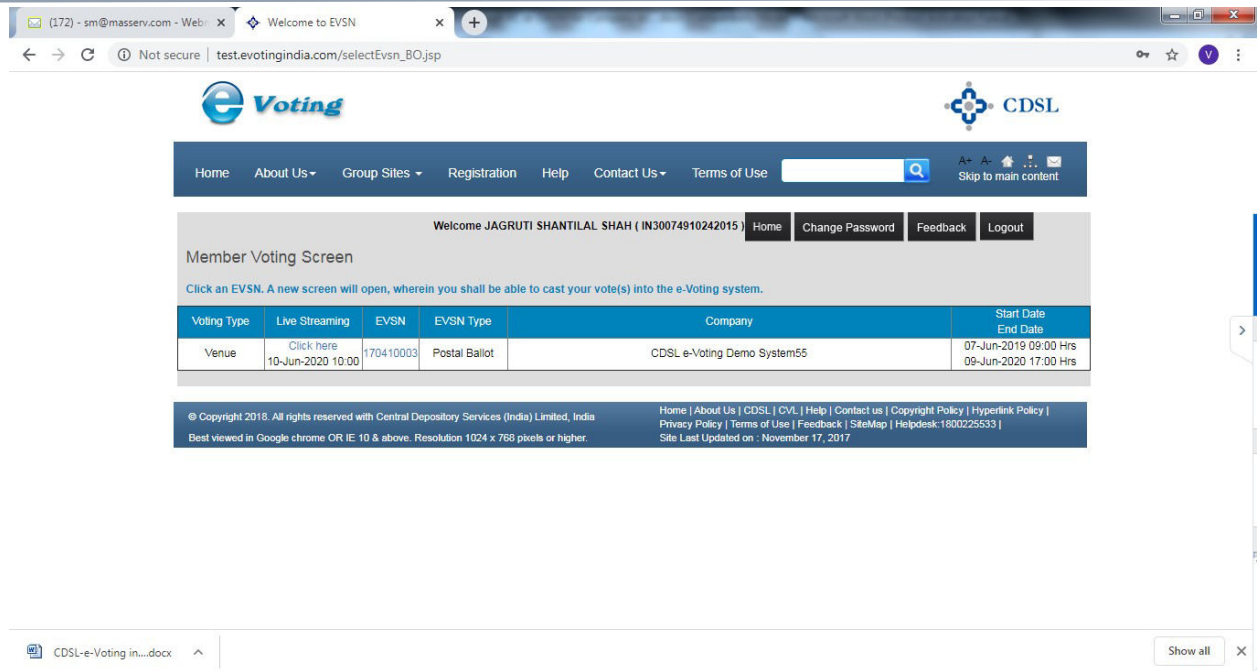 (172) - sm@masserv.com - Web
Welcome to EVSN
Not secure | test.evotingindia.com/selectEvsn_BO.jsp
V
e Voting
CDSL
Home About Us Group Sites Registration Help Contact Us Terms of Use
A+ A-
Skip to main content
Welcome JAGRUTI SHANTILAL SHAH ( IN30074910242015 ) Home Change Password Feedback Logout
Member Voting Screen
Click an EVSN. A new screen will open, wherein you shall be able to cast your vote(s) into the e-Voting system.
Voting Type Live Streaming EVSN EVSN Type Company Start Date
End Date
Venue Click here 170410003 Postal Ballot CDSL e-Voting Demo System55 07-Jun-2019 09:00 Hrs
10-Jun-2020 10:00 09-Jun-2020 17:00 Hrs
© Copyright 2018. All rights reserved with Central Depository Services (India) Limited, India
Best viewed in Google chrome OR IE 10 & above. Resolution 1024 x 768 pixels or higher.
Home | About Us | CDSL | CVL | Help | Contact us | Copyright Policy | Hyperlink Policy |
Privacy Policy | Terms of Use | Feedback | SiteMap | Helpdesk:1800225533 |
Site Last Updated on : November 17, 2017
CDSL-e-Voting in....docx
Show all